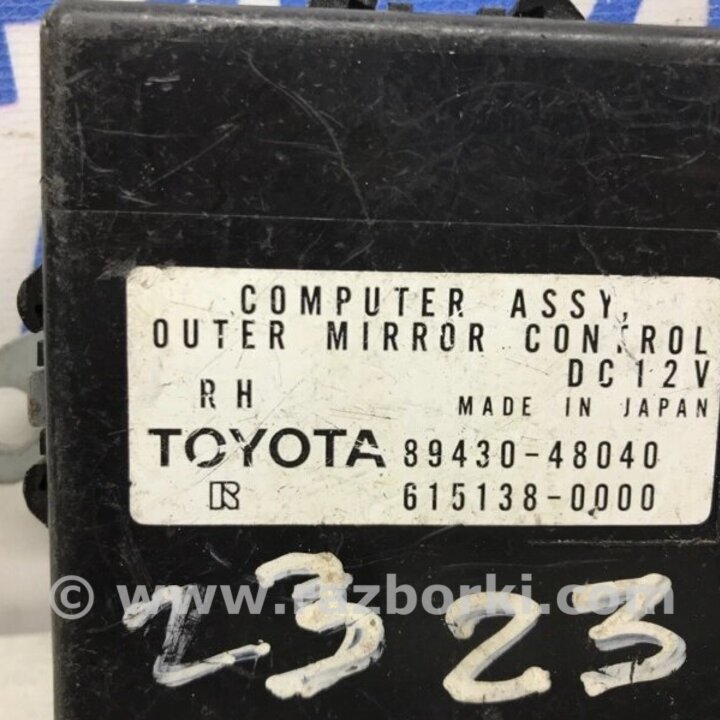 COMPUTER ASSY,
OUTER MIRROR CONTROL
DC12V
RH
MADE IN JAPAN
TOYOTA 89430-48040
R 615138-0000
© www.razborki.com
2323